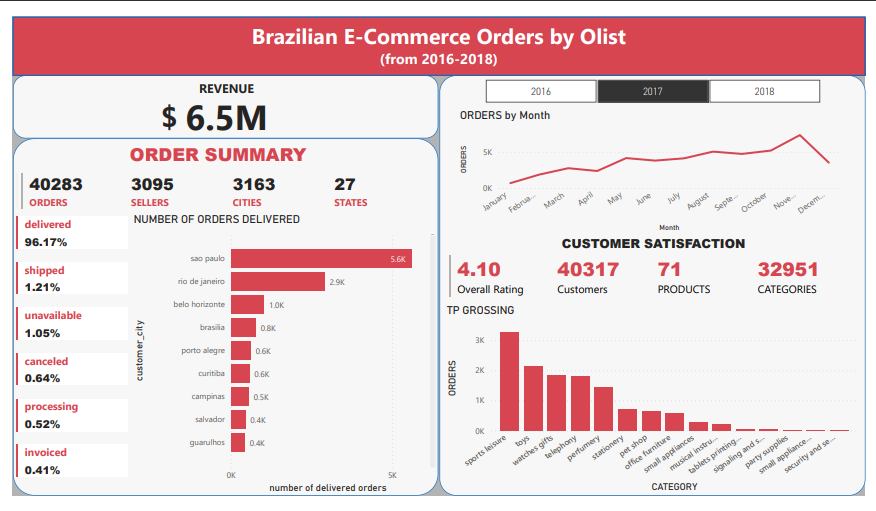 Brazilian E-Commerce Orders by Olist
(from 2016-2018)
REVENUE
$ 6.5M
ORDER SUMMARY
40283
ORDERS
3095
SELLERS
3163
CITIES
27
STATES
delivered
96.17%
shipped
1.21%
unavailable
1.05%
canceled
0.64%
processing
0.52%
invoiced
0.41%
NUMBER OF ORDERS DELIVERED
customer_city
sao paulo 5.6K
rio de janeiro 2.9K
belo horizonte 1.0K
brasilia 0.8K
porto alegre 0.6K
curitiba 0.6K
campinas 0.5K
salvador 0.4K
guarulhos 0.4K
0K 5K
number of delivered orders
2016 2017 2018
ORDERS by Month
ORDERS
5K
0K
January Februa... March April May June July August Septe... October Nove... Decem...
Month
CUSTOMER SATISFACTION
4.10
Overall Rating
40317
Customers
71
PRODUCTS
32951
CATEGORIES
TP GROSSING
ORDERS
3K
2K
1K
0K
sports leisure toys watches gifts telephony perfumery stationery pet shop office furniture small appliances musical instru... tablets printing... signaling and s... party supplies small appliance... security and se...
CATEGORY